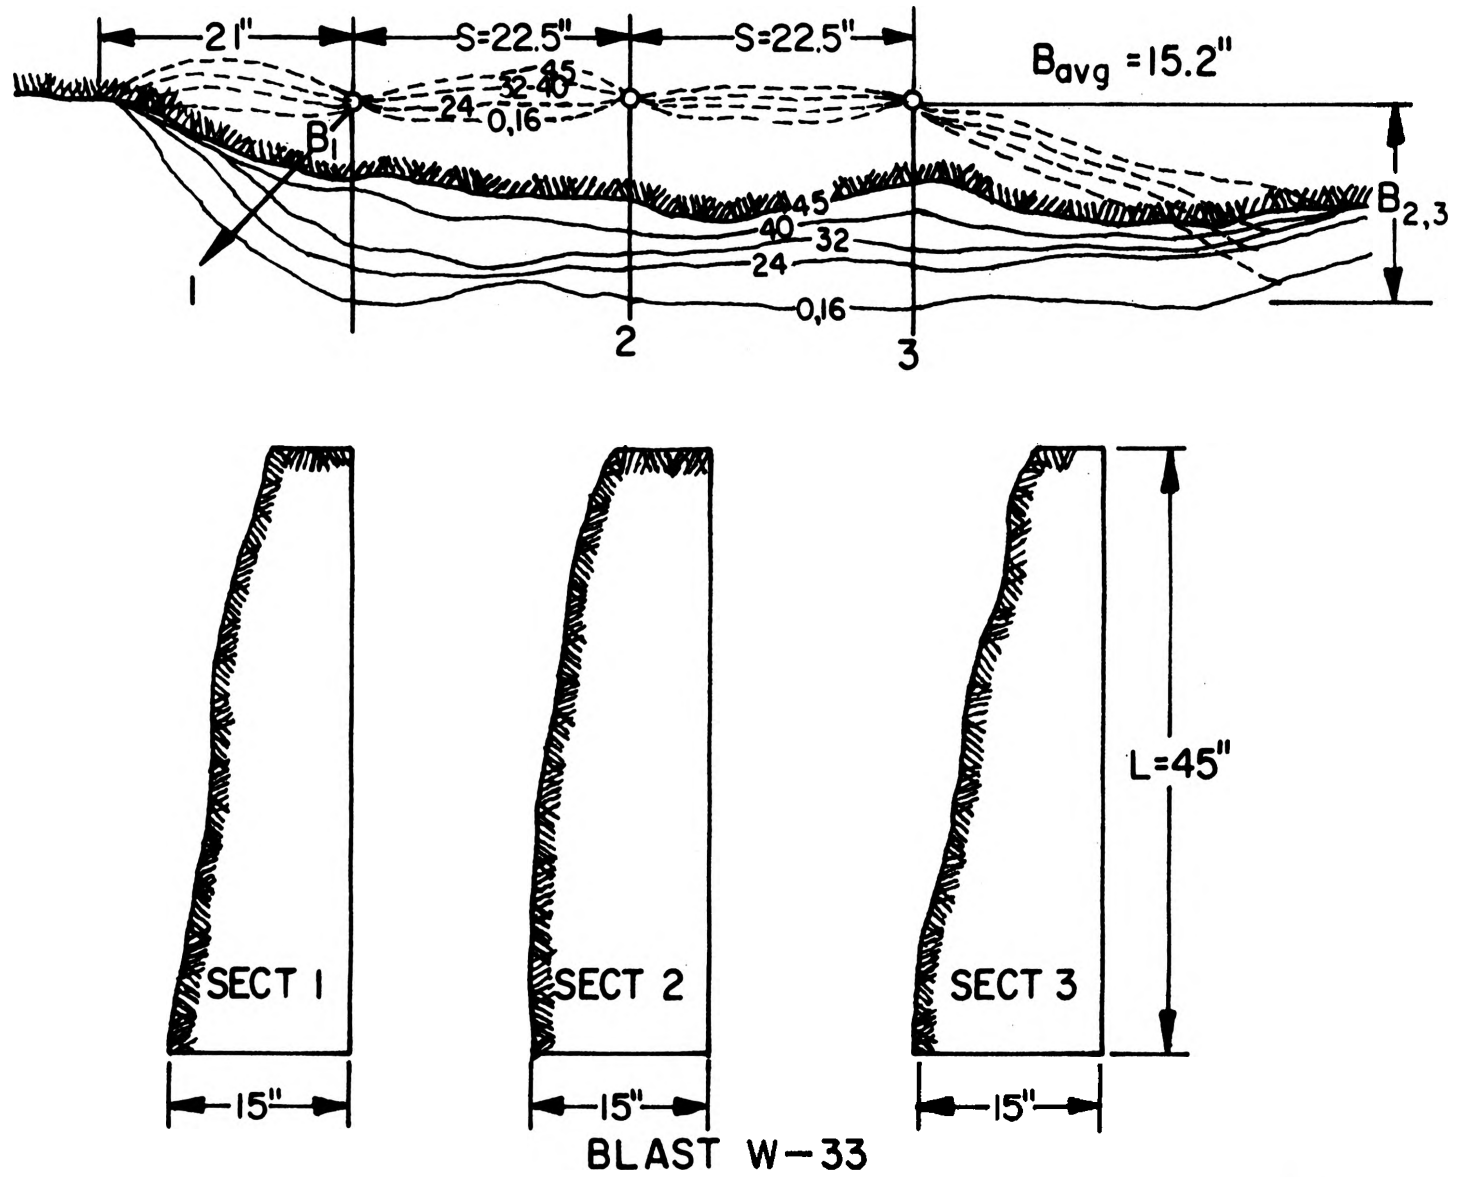 21" S=22.5" S=22.5"
Bavg =15.2"
45
32-40
24
0,16
B1
B2,3
45
40
32
24
0,16
1
2
3
L=45"
SECT 1 SECT 2 SECT 3
15" 15" 15"
BLAST W-33